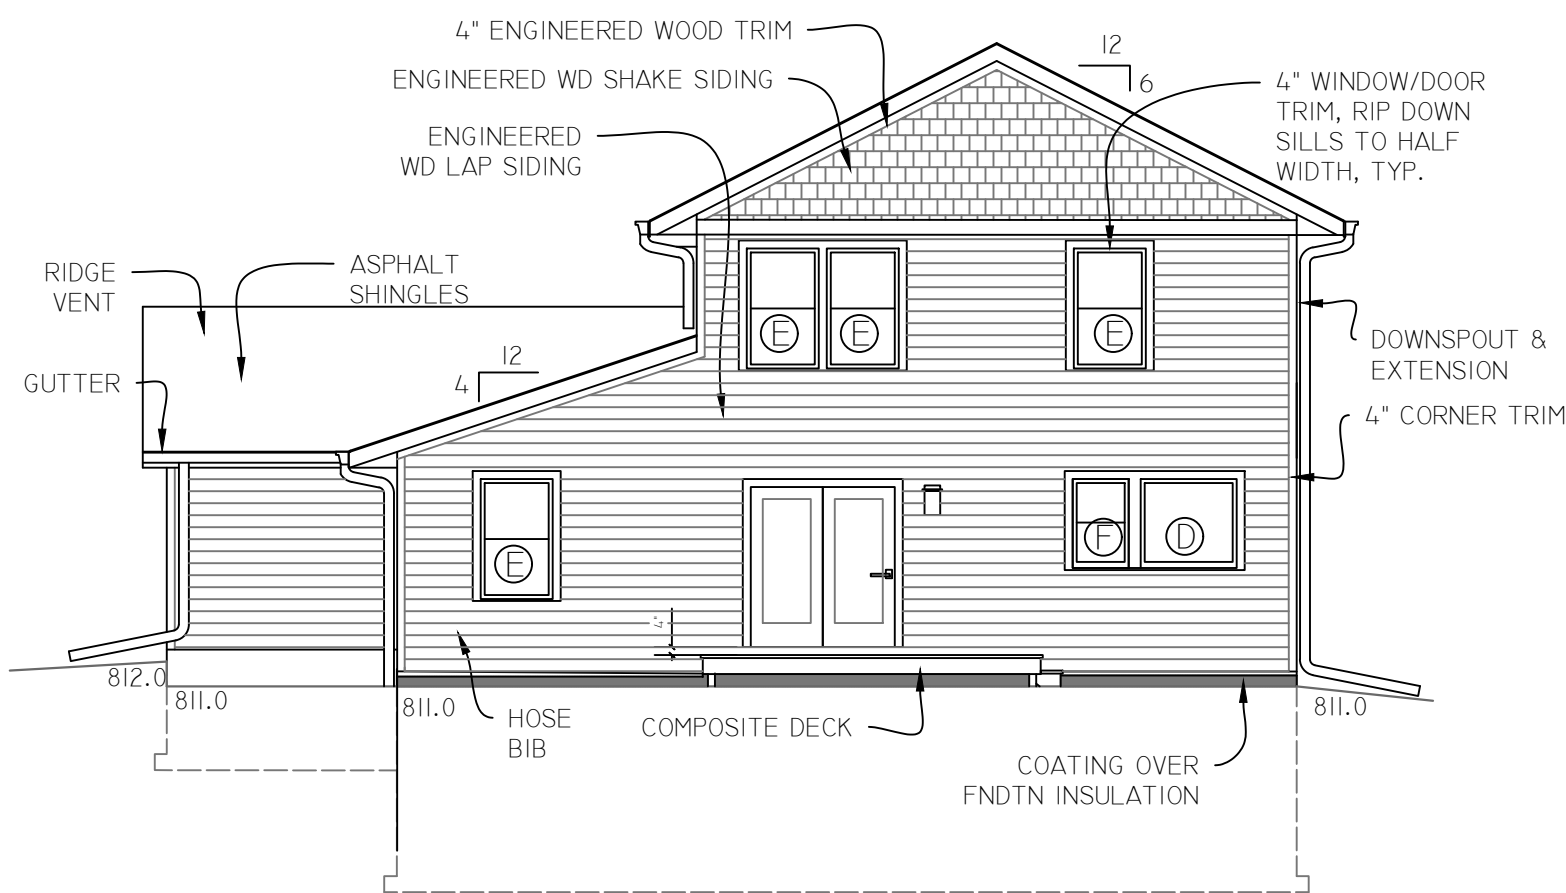 4" ENGINEERED WOOD TRIM
ENGINEERED WD SHAKE SIDING
ENGINEERED
WD LAP SIDING
12
6
4" WINDOW/DOOR
TRIM, RIP DOWN
SILLS TO HALF
WIDTH, TYP.
RIDGE
VENT
ASPHALT
SHINGLES
GUTTER
12
4
E
E
E
DOWNSPOUT &
EXTENSION
4" CORNER TRIM
E
F
D
4"
812.0
811.0
811.0
811.0
HOSE
BIB
COMPOSITE DECK
COATING OVER
FNDTN INSULATION